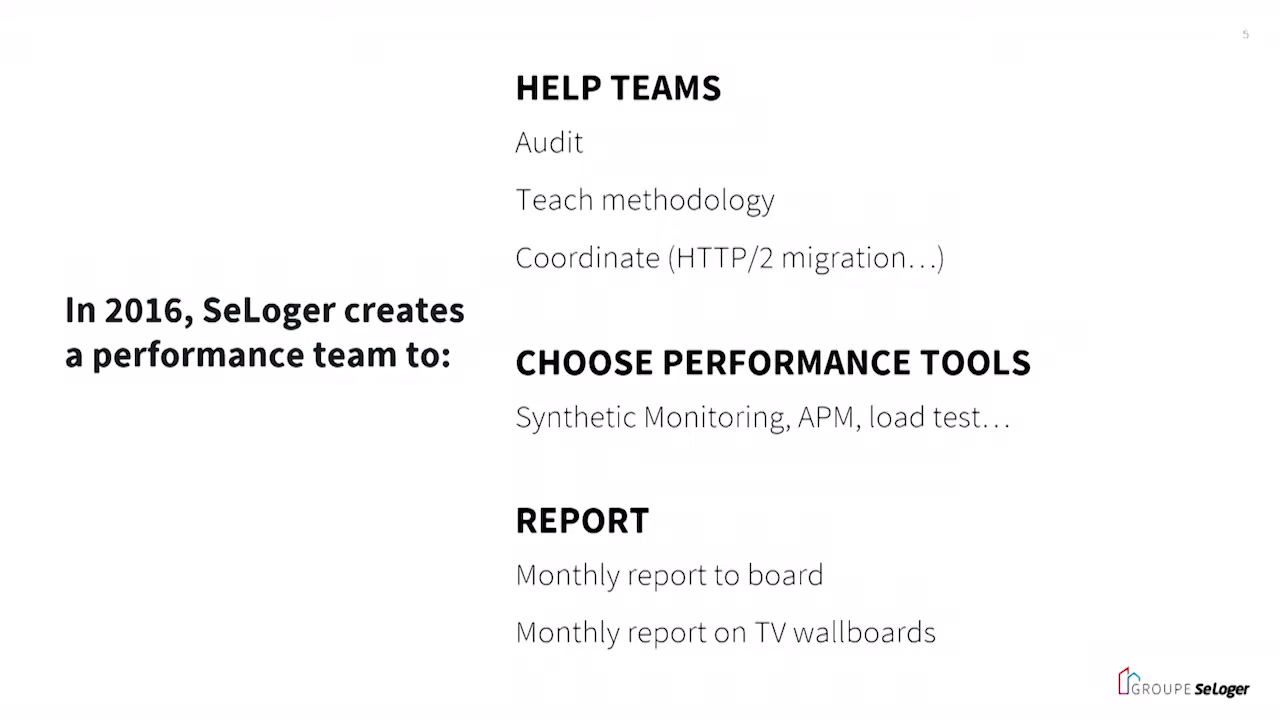 5
In 2016, SeLoger creates
a performance team to:
HELP TEAMS
Audit
Teach methodology
Coordinate (HTTP/2 migration…)
CHOOSE PERFORMANCE TOOLS
Synthetic Monitoring, APM, load test…
REPORT
Monthly report to board
Monthly report on TV wallboards
GROUPE SeLoger